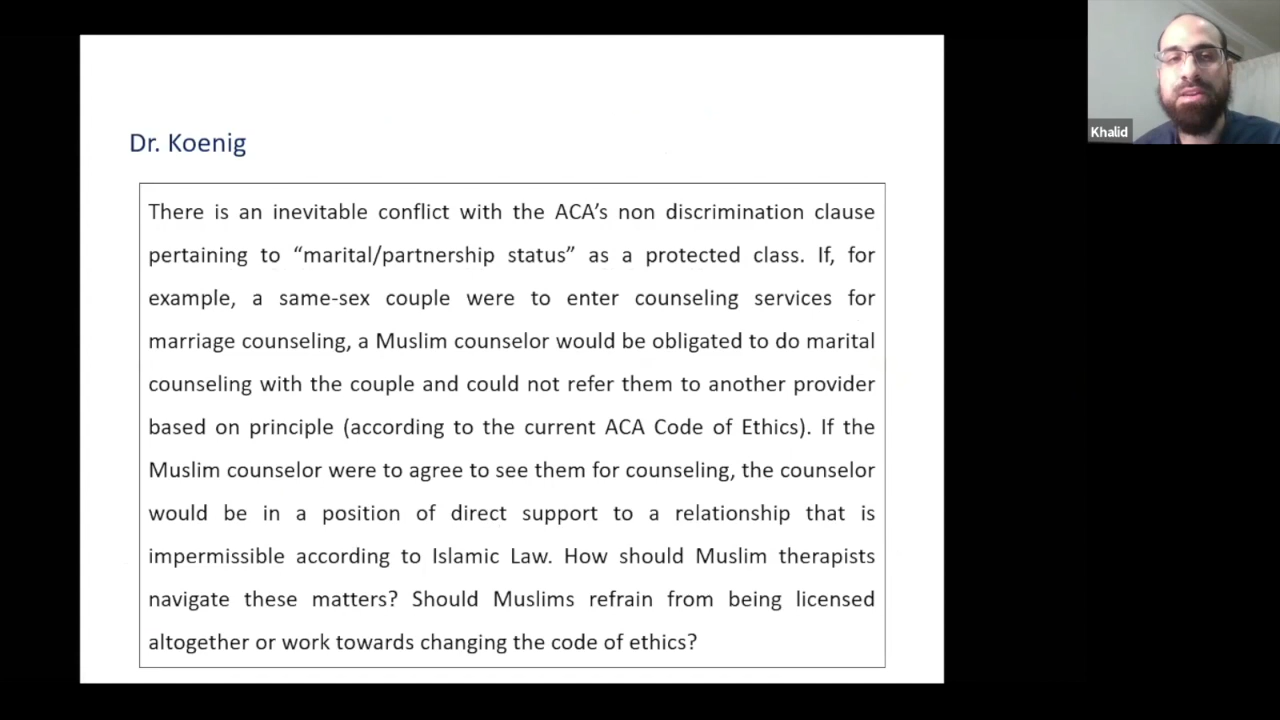 Dr. Koenig
There is an inevitable conflict with the ACA’s non discrimination clause
pertaining to “marital/partnership status” as a protected class. If, for
example, a same-sex couple were to enter counseling services for
marriage counseling, a Muslim counselor would be obligated to do marital
counseling with the couple and could not refer them to another provider
based on principle (according to the current ACA Code of Ethics). If the
Muslim counselor were to agree to see them for counseling, the counselor
would be in a position of direct support to a relationship that is
impermissible according to Islamic Law. How should Muslim therapists
navigate these matters? Should Muslims refrain from being licensed
altogether or work towards changing the code of ethics?
Khalid